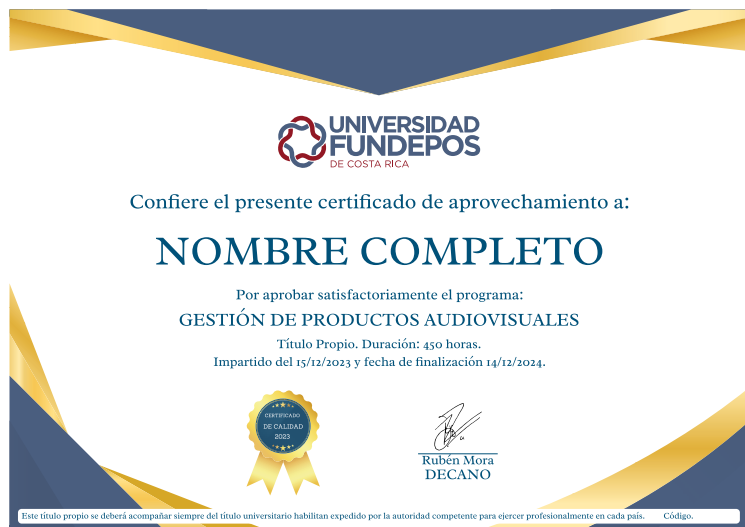 UNIVERSIDAD
FUNDEPOS
DE COSTA RICA
Confiere el presente certificado de aprovechamiento a:
NOMBRE COMPLETO
Por aprobar satisfactoriamente el programa:
GESTIÓN DE PRODUCTOS AUDIOVISUALES
Título Propio. Duración: 450 horas.
Impartido del 15/12/2023 y fecha de finalización 14/12/2024.
CERTIFICADO
DE CALIDAD
2023
Rubén Mora
DECANO
Este título propio se deberá acompañar siempre del título universitario habilitan expedido por la autoridad competente para ejercer profesionalmente en cada país. Código.